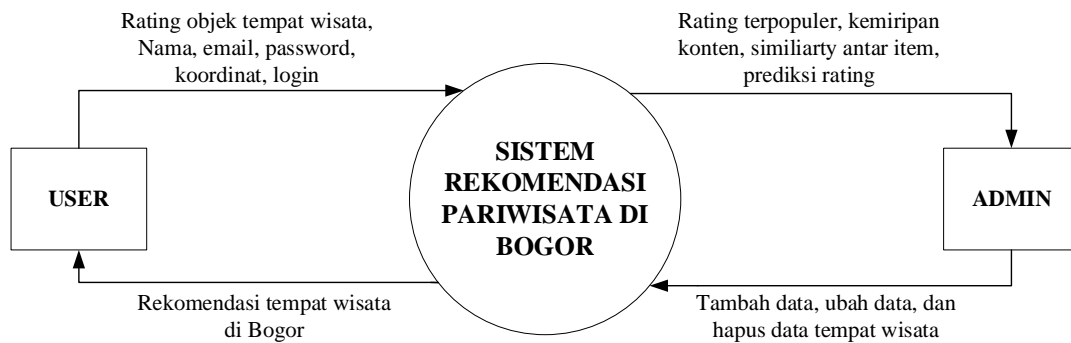 Rating objek tempat wisata,
Nama, email, password,
koordinat, login
Rating terpopuler, kemiripan
konten, similiarty antar item,
prediksi rating
USER
SISTEM
REKOMENDASI
PARIWISATA DI
BOGOR
ADMIN
Rekomendasi tempat wisata
di Bogor
Tambah data, ubah data, dan
hapus data tempat wisata